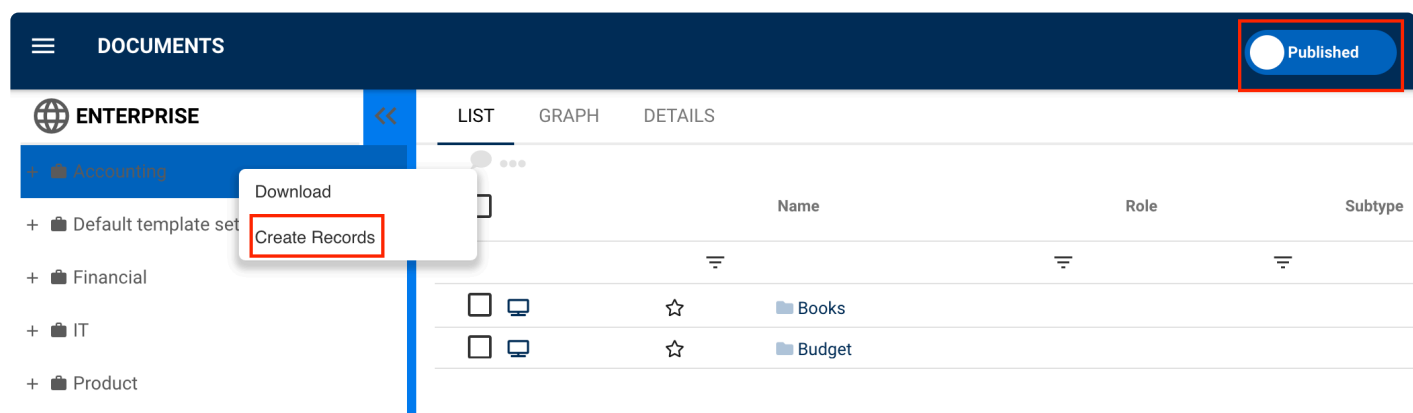 DOCUMENTS
Published
ENTERPRISE
LIST GRAPH DETAILS
Accounting
Download
Create Records
Default template set
Financial
IT
Product
Name Role Subtype
Books
Budget